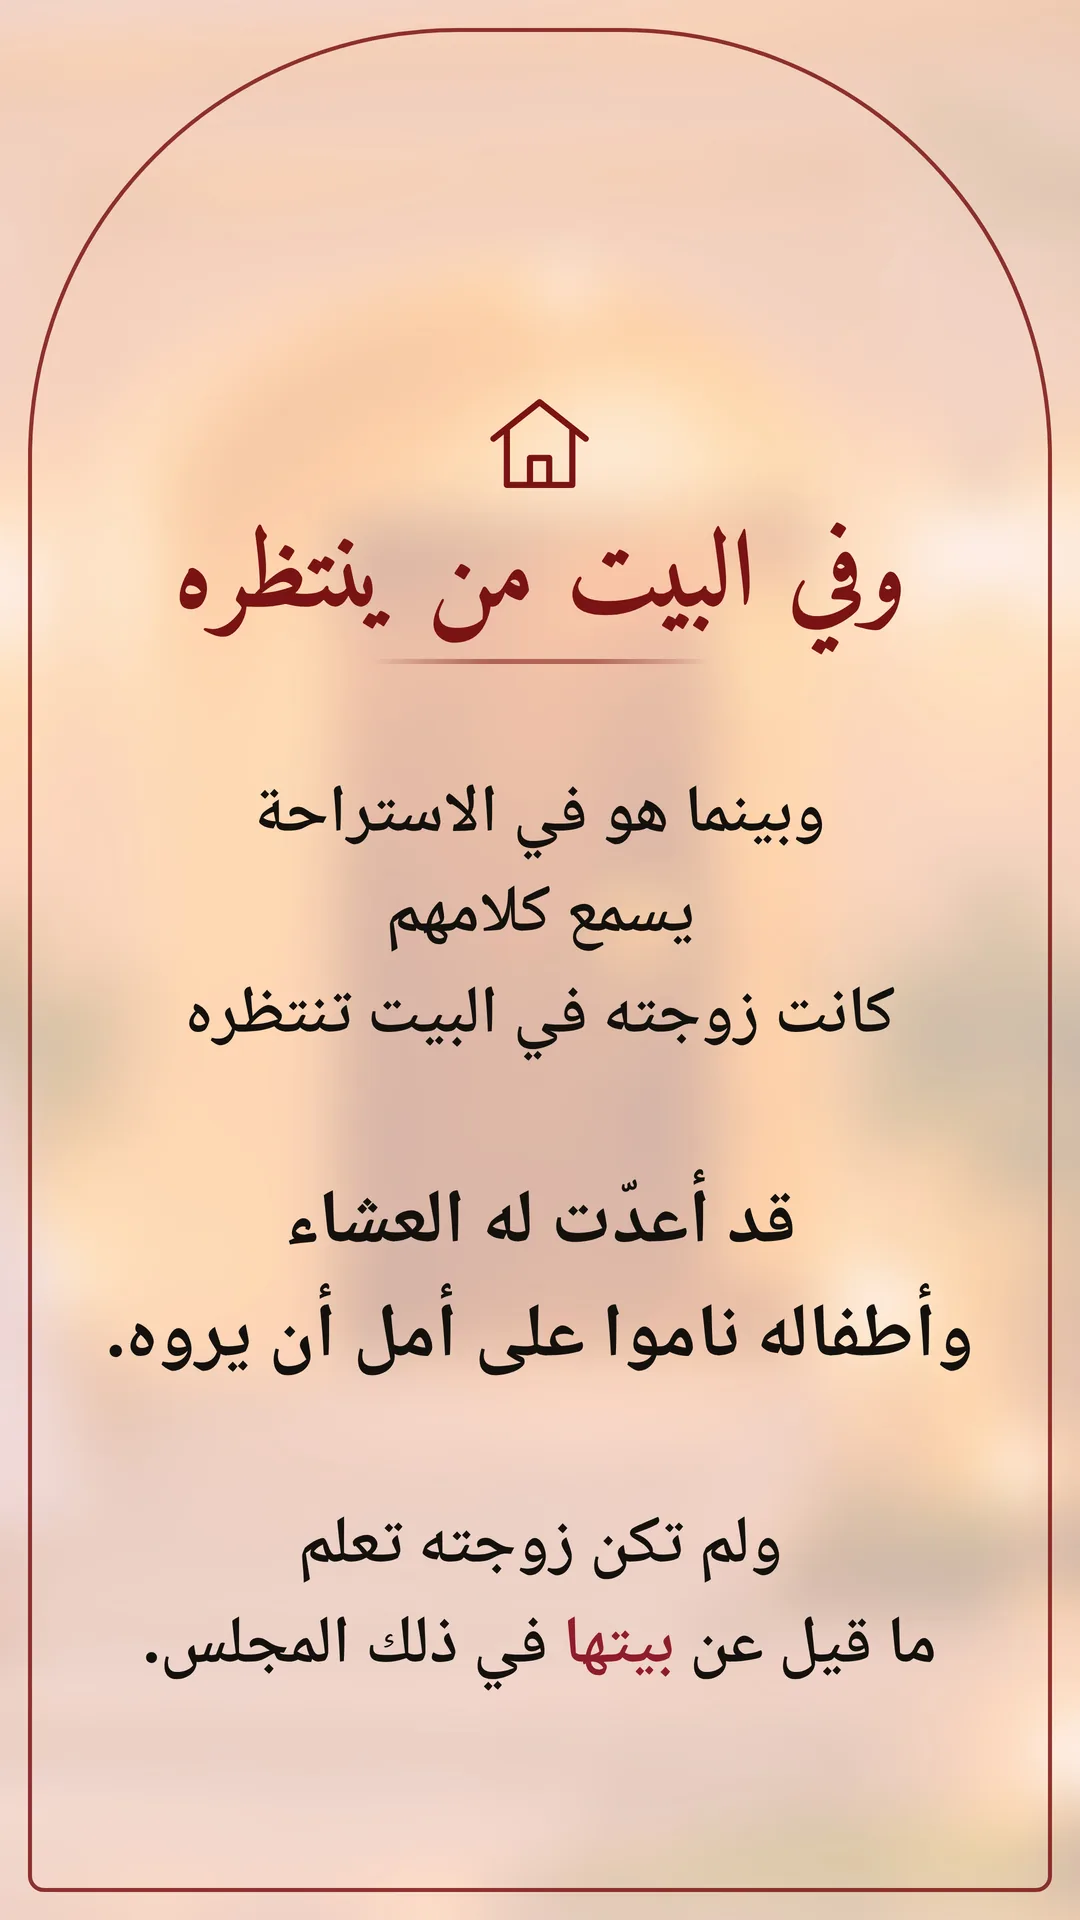 وفي البيت من ينتظره
وبينما هو في الاستراحة
يسمع كلامهم
كانت زوجته في البيت تنتظره
قد أعدّت له العشاء
وأطفاله ناموا على أمل أن يروه.
ولم تكن زوجته تعلم
ما قيل عن بيتها في ذلك المجلس.